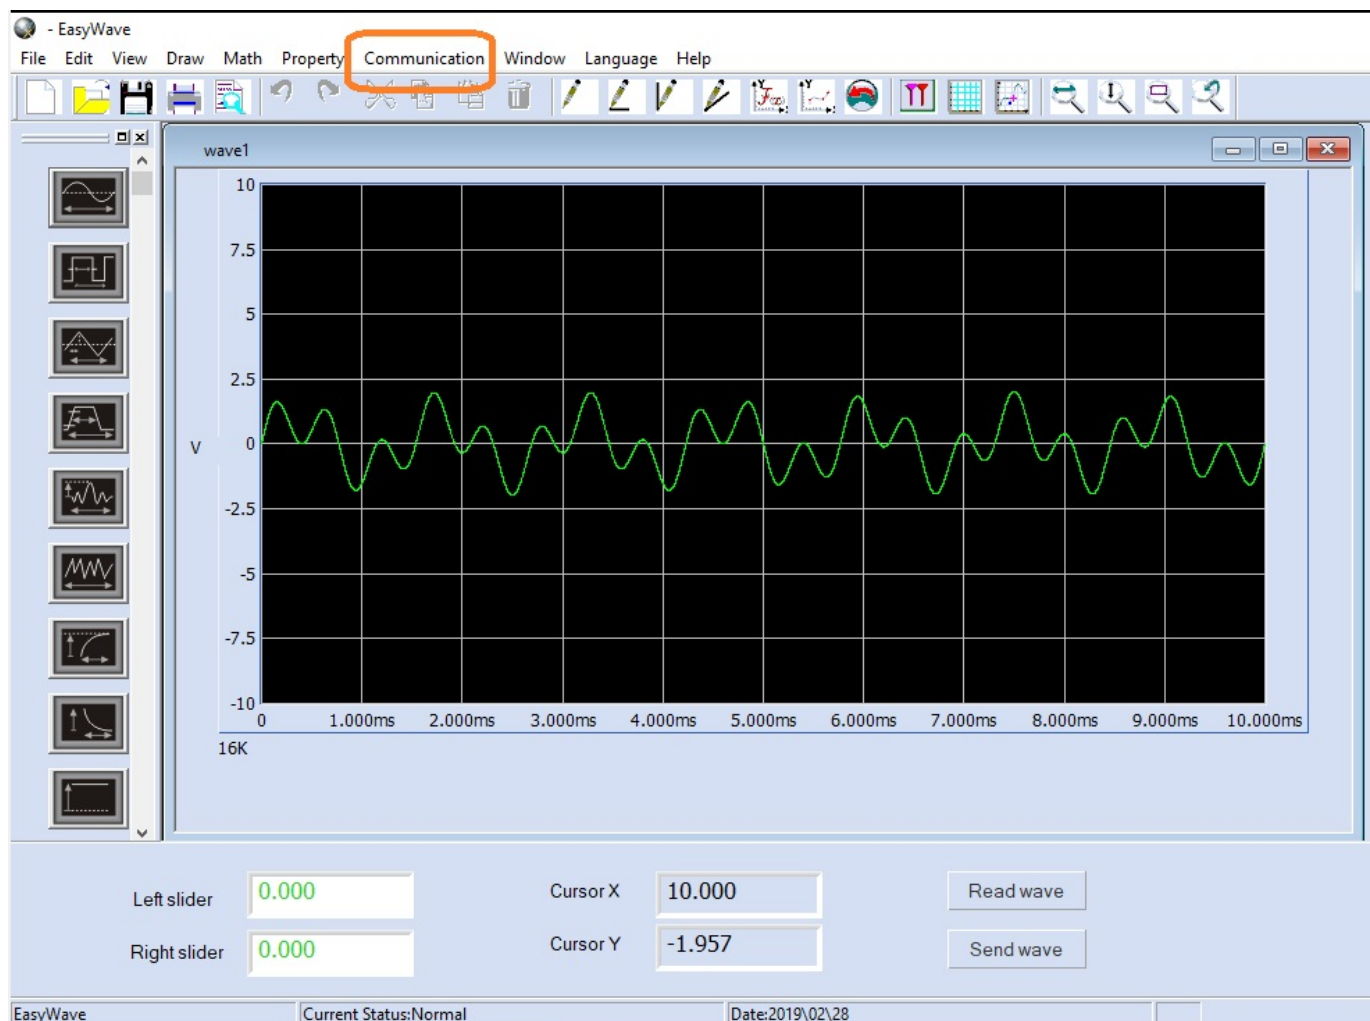 - EasyWave
File Edit View Draw Math Property Communication Window Language Help
wave1
10
7.5
5
2.5
V
0
-2.5
-5
-7.5
-10
0 1.000ms 2.000ms 3.000ms 4.000ms 5.000ms 6.000ms 7.000ms 8.000ms 9.000ms 10.000ms
16K
Left slider 0.000 Cursor X 10.000 Read wave
Right slider 0.000 Cursor Y -1.957 Send wave
EasyWave Current Status:Normal Date:2019\02\28